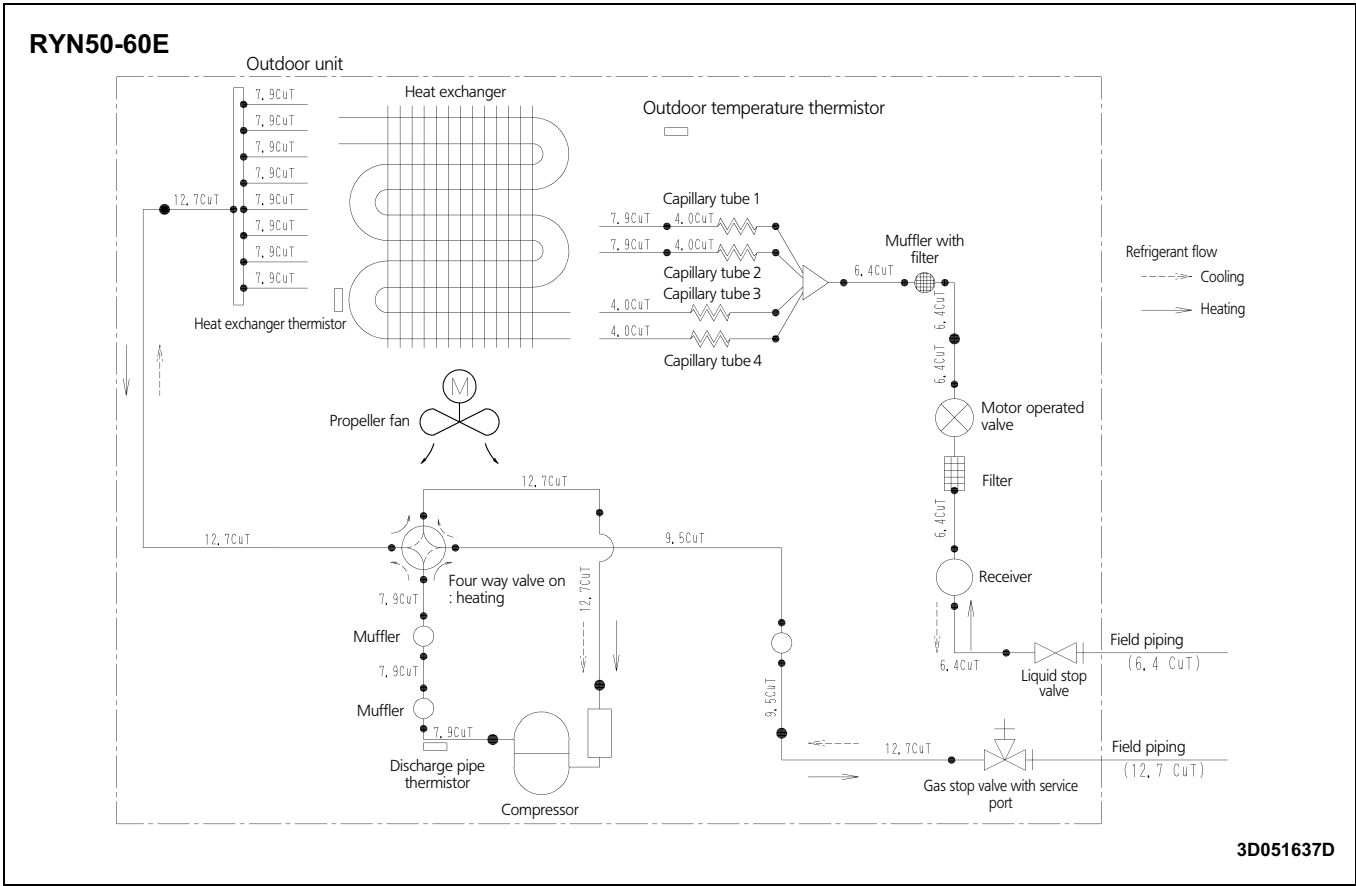 RYN50-60E
Outdoor unit
Heat exchanger
Outdoor temperature thermistor
7.9CuT
7.9CuT
7.9CuT
7.9CuT
12.7CuT
7.9CuT
7.9CuT
7.9CuT
7.9CuT
Heat exchanger thermistor
Capillary tube 1
7.9CuT
4.0CuT
7.9CuT
4.0CuT
Capillary tube 2
Capillary tube 3
4.0CuT
4.0CuT
Capillary tube 4
6.4CuT
Muffler with
filter
6.4CuT
6.4CuT
Refrigerant flow
Cooling
Heating
M
Propeller fan
Motor operated
valve
Filter
6.4CuT
Receiver
12.7CuT
12.7CuT
9.5CuT
Four way valve on
: heating
12.7CuT
7.9CuT
Muffler
7.9CuT
Muffler
7.9CuT
Discharge pipe
thermistor
Compressor
9.5CuT
6.4CuT
Liquid stop
valve
Field piping
(6.4 CuT)
12.7CuT
Gas stop valve with service
port
Field piping
(12.7 CuT)
3D051637D